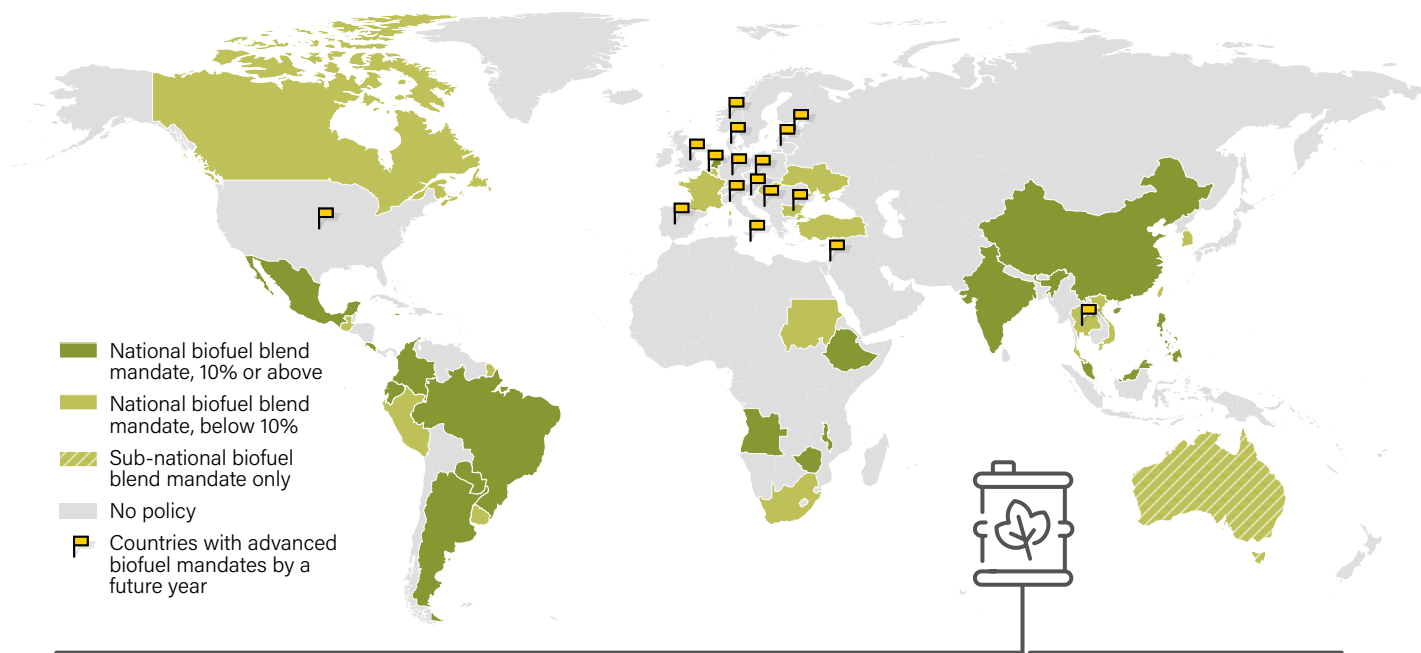 National biofuel blend
mandate, 10% or above
National biofuel blend
mandate, below 10%
Sub-national biofuel
blend mandate only
No policy
Countries with advanced
biofuel mandates by a
future year